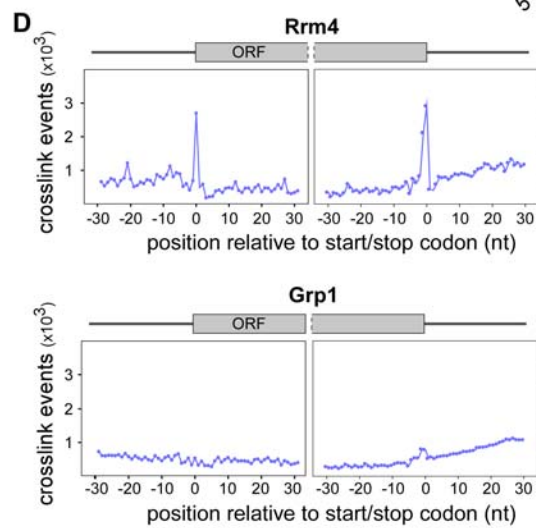 5
D
Rrm4
ORF
crosslink events (x10³)
3
2
1
-30 -20 -10 0 10 20 30 -30 -20 -10 0 10 20 30
position relative to start/stop codon (nt)
Grp1
ORF
crosslink events (x10³)
3
2
1
-30 -20 -10 0 10 20 30 -30 -20 -10 0 10 20 30
position relative to start/stop codon (nt)